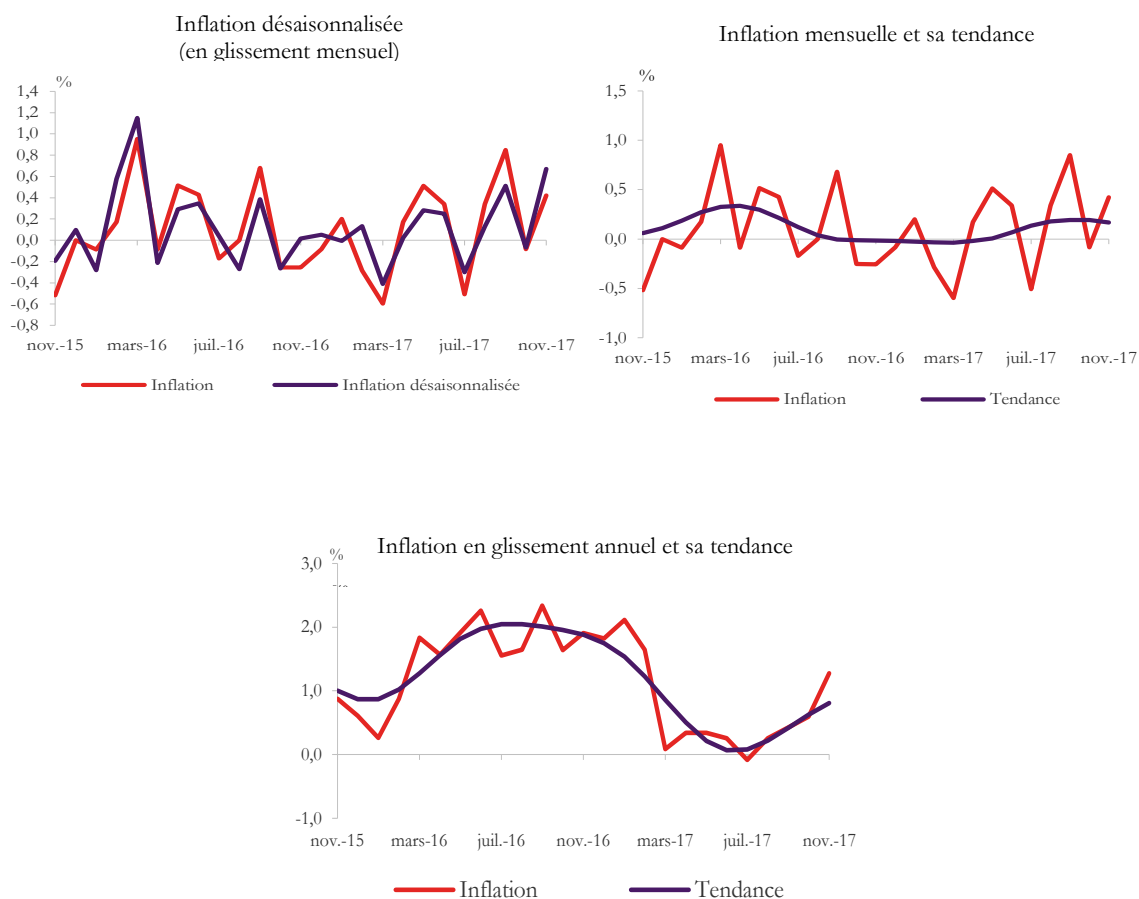 Inflation désaisonnalisée
(en glissement mensuel)
%
1,4
1,2
1,0
0,8
0,6
0,4
0,2
0,0
-0,2
-0,4
-0,6
-0,8
nov.-15 mars-16 juil.-16 nov.-16 mars-17 juil.-17 nov.-17
Inflation Inflation désaisonnalisée
Inflation mensuelle et sa tendance
%
1,5
1,0
0,5
0,0
-0,5
-1,0
nov.-15 mars-16 juil.-16 nov.-16 mars-17 juil.-17 nov.-17
Inflation Tendance
Inflation en glissement annuel et sa tendance
%
3,0
2,0
1,0
0,0
-1,0
nov.-15 mars-16 juil.-16 nov.-16 mars-17 juil.-17 nov.-17
Inflation Tendance